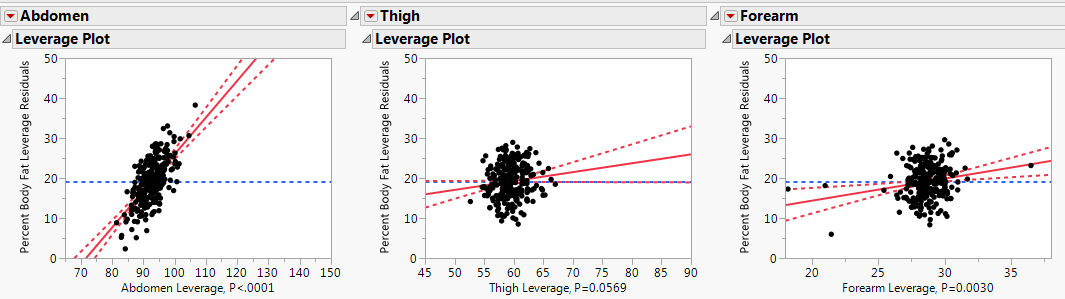 Abdomen
Leverage Plot
Percent Body Fat Leverage Residuals
50
40
30
20
10
0
70 80 90 100 110 120 130 140 150
Abdomen Leverage, P<.0001
Thigh
Leverage Plot
Percent Body Fat Leverage Residuals
50
40
30
20
10
0
45 50 55 60 65 70 75 80 85 90
Thigh Leverage, P=0.0569
Forearm
Leverage Plot
Percent Body Fat Leverage Residuals
50
40
30
20
10
0
20 25 30 35
Forearm Leverage, P=0.0030